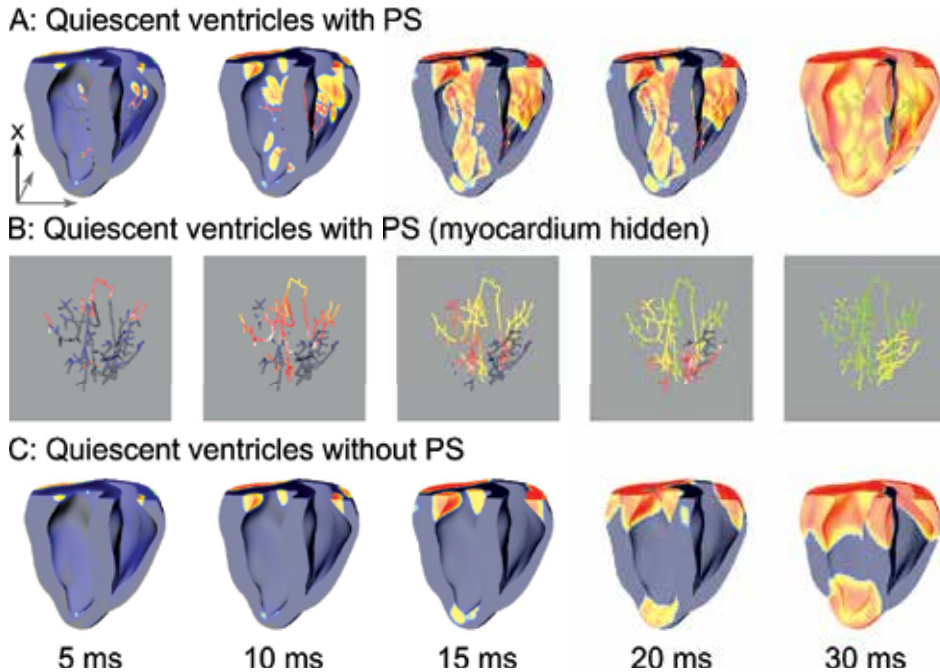 A: Quiescent ventricles with PS
X
B: Quiescent ventricles with PS (myocardium hidden)
C: Quiescent ventricles without PS
5 ms 10 ms 15 ms 20 ms 30 ms